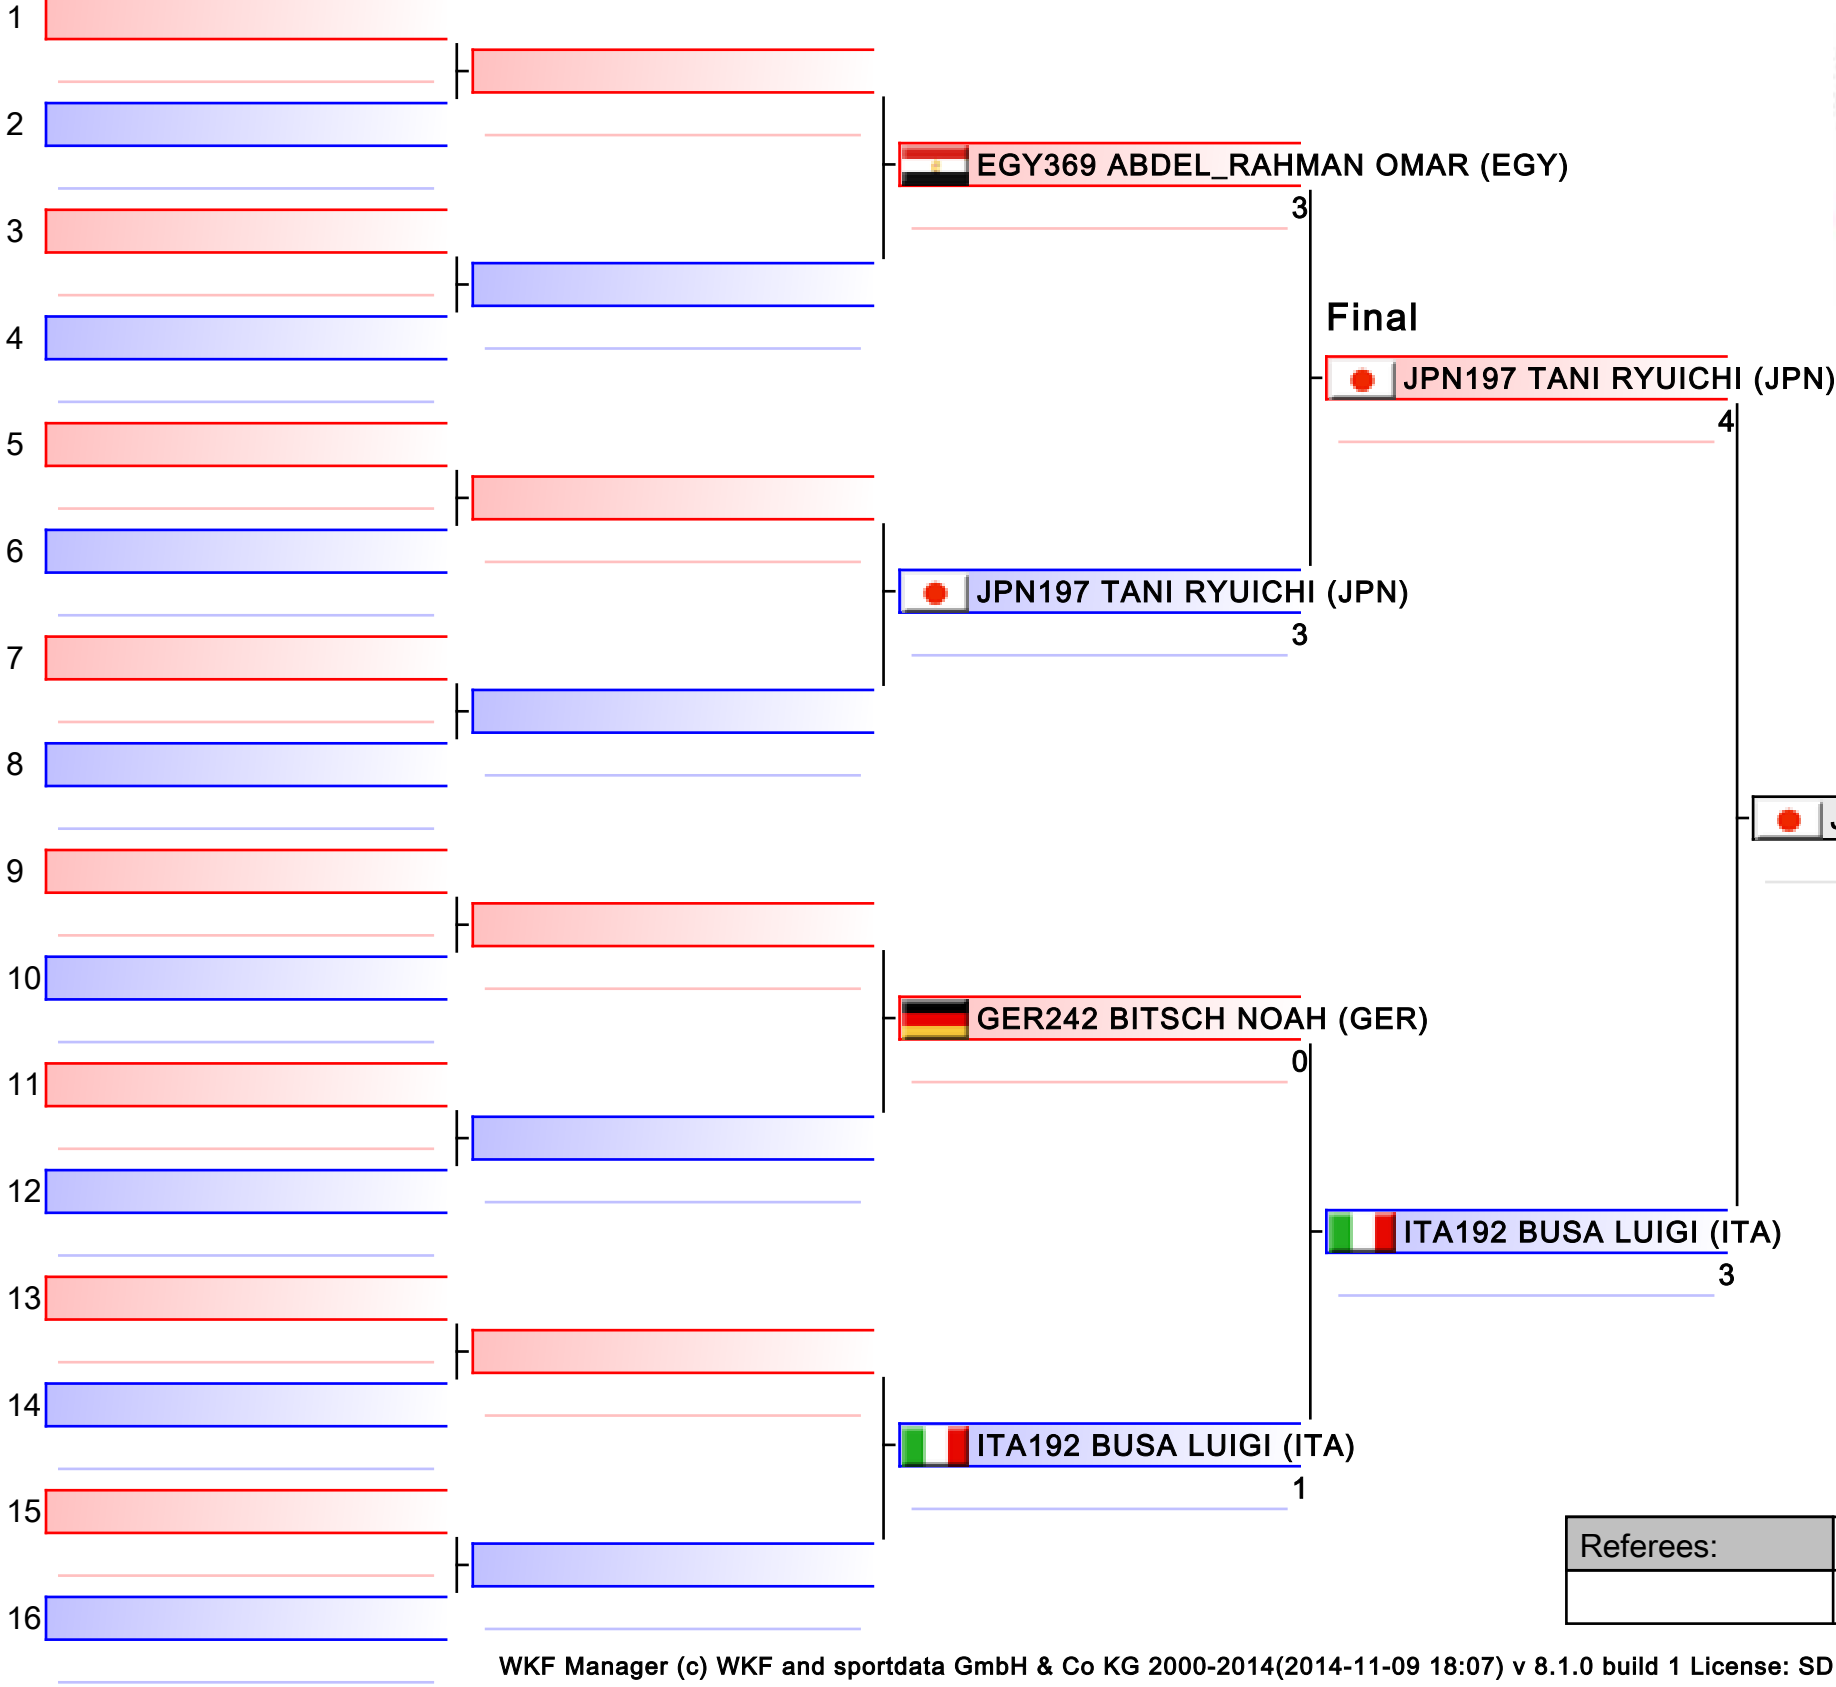 1
2
EGY369 ABDEL_RAHMAN OMAR (EGY)
3
3
Final
4
JPN197 TANI RYUICHI (JPN)
4
5
6
JPN197 TANI RYUICHI (JPN)
3
7
8
9
10
GER242 BITSCH NOAH (GER)
0
11
12
ITA192 BUSA LUIGI (ITA)
3
13
14
ITA192 BUSA LUIGI (ITA)
1
15
Referees:
16
WKF Manager (c) WKF and sportdata GmbH & Co KG 2000-2014(2014-11-09 18:07) v 8.1.0 build 1 License: SD